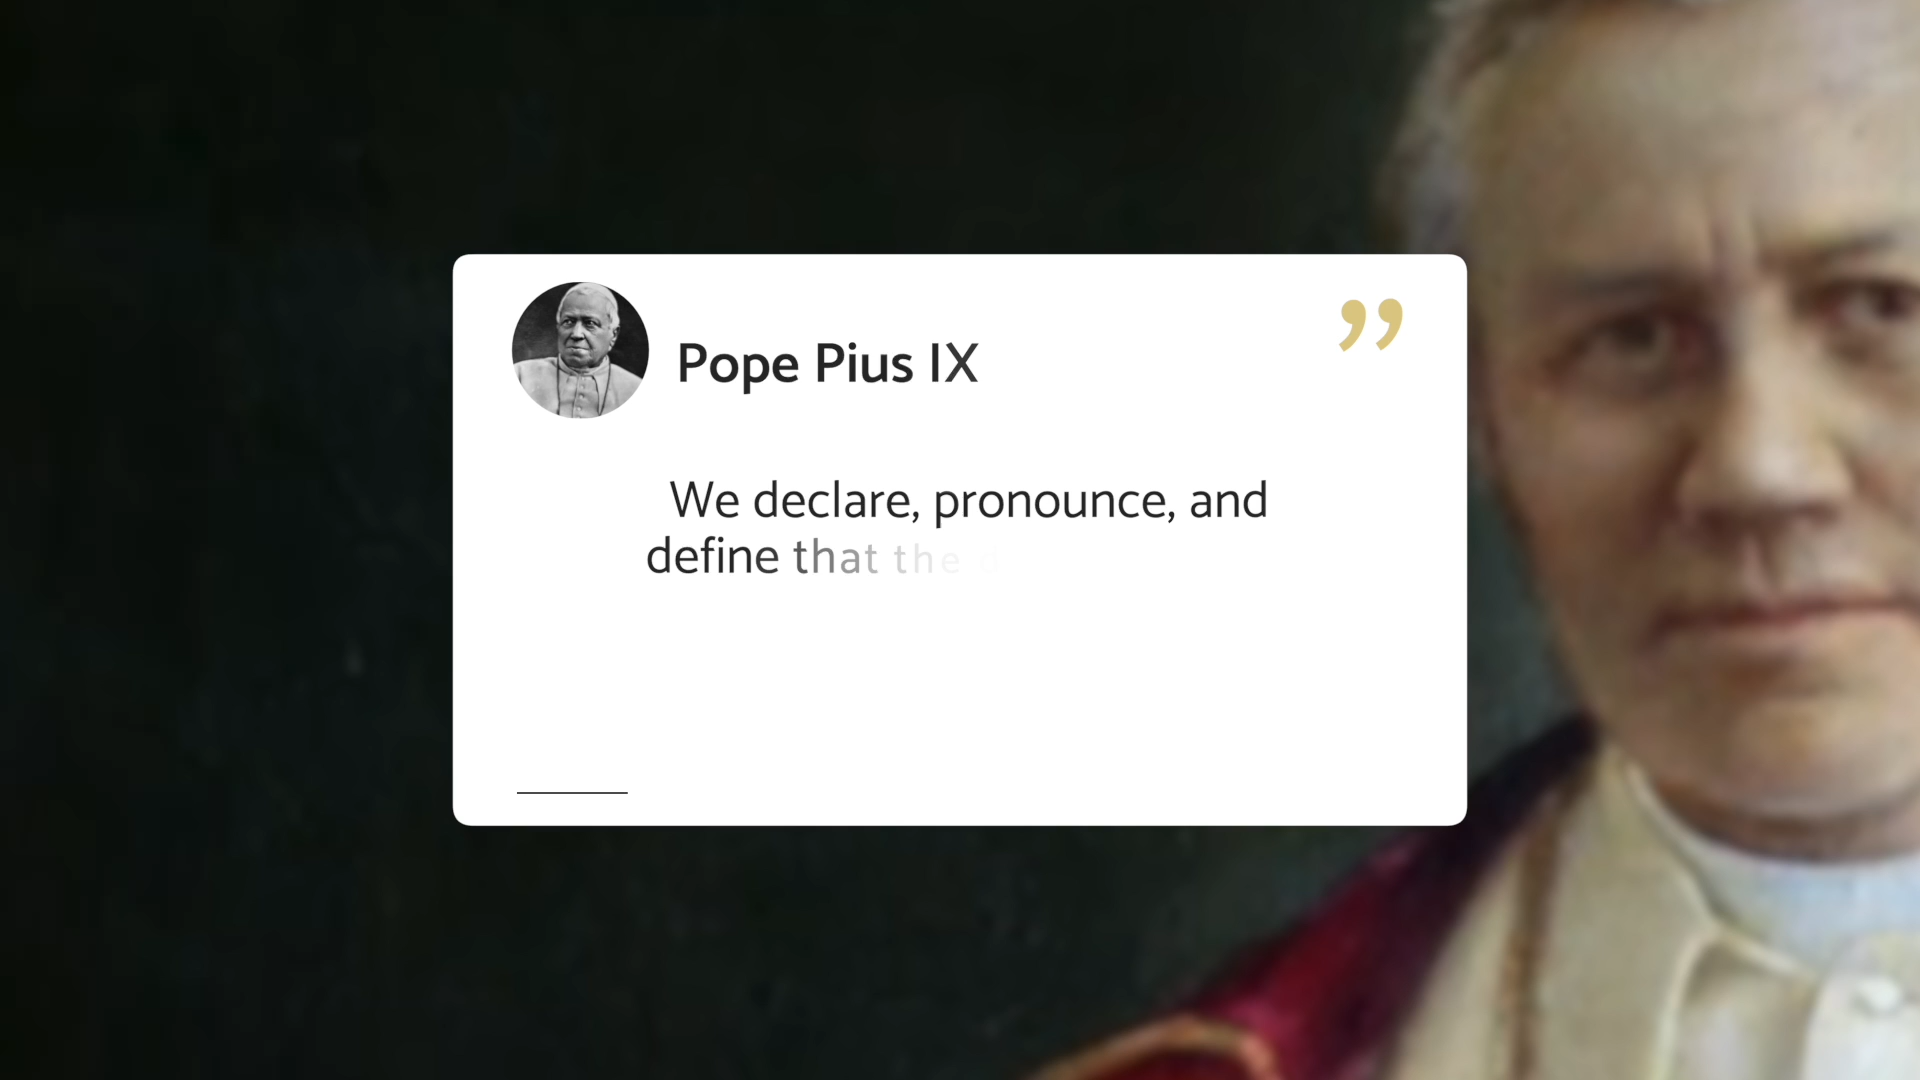 Pope Pius IX
”
We declare, pronounce, and
define that the d